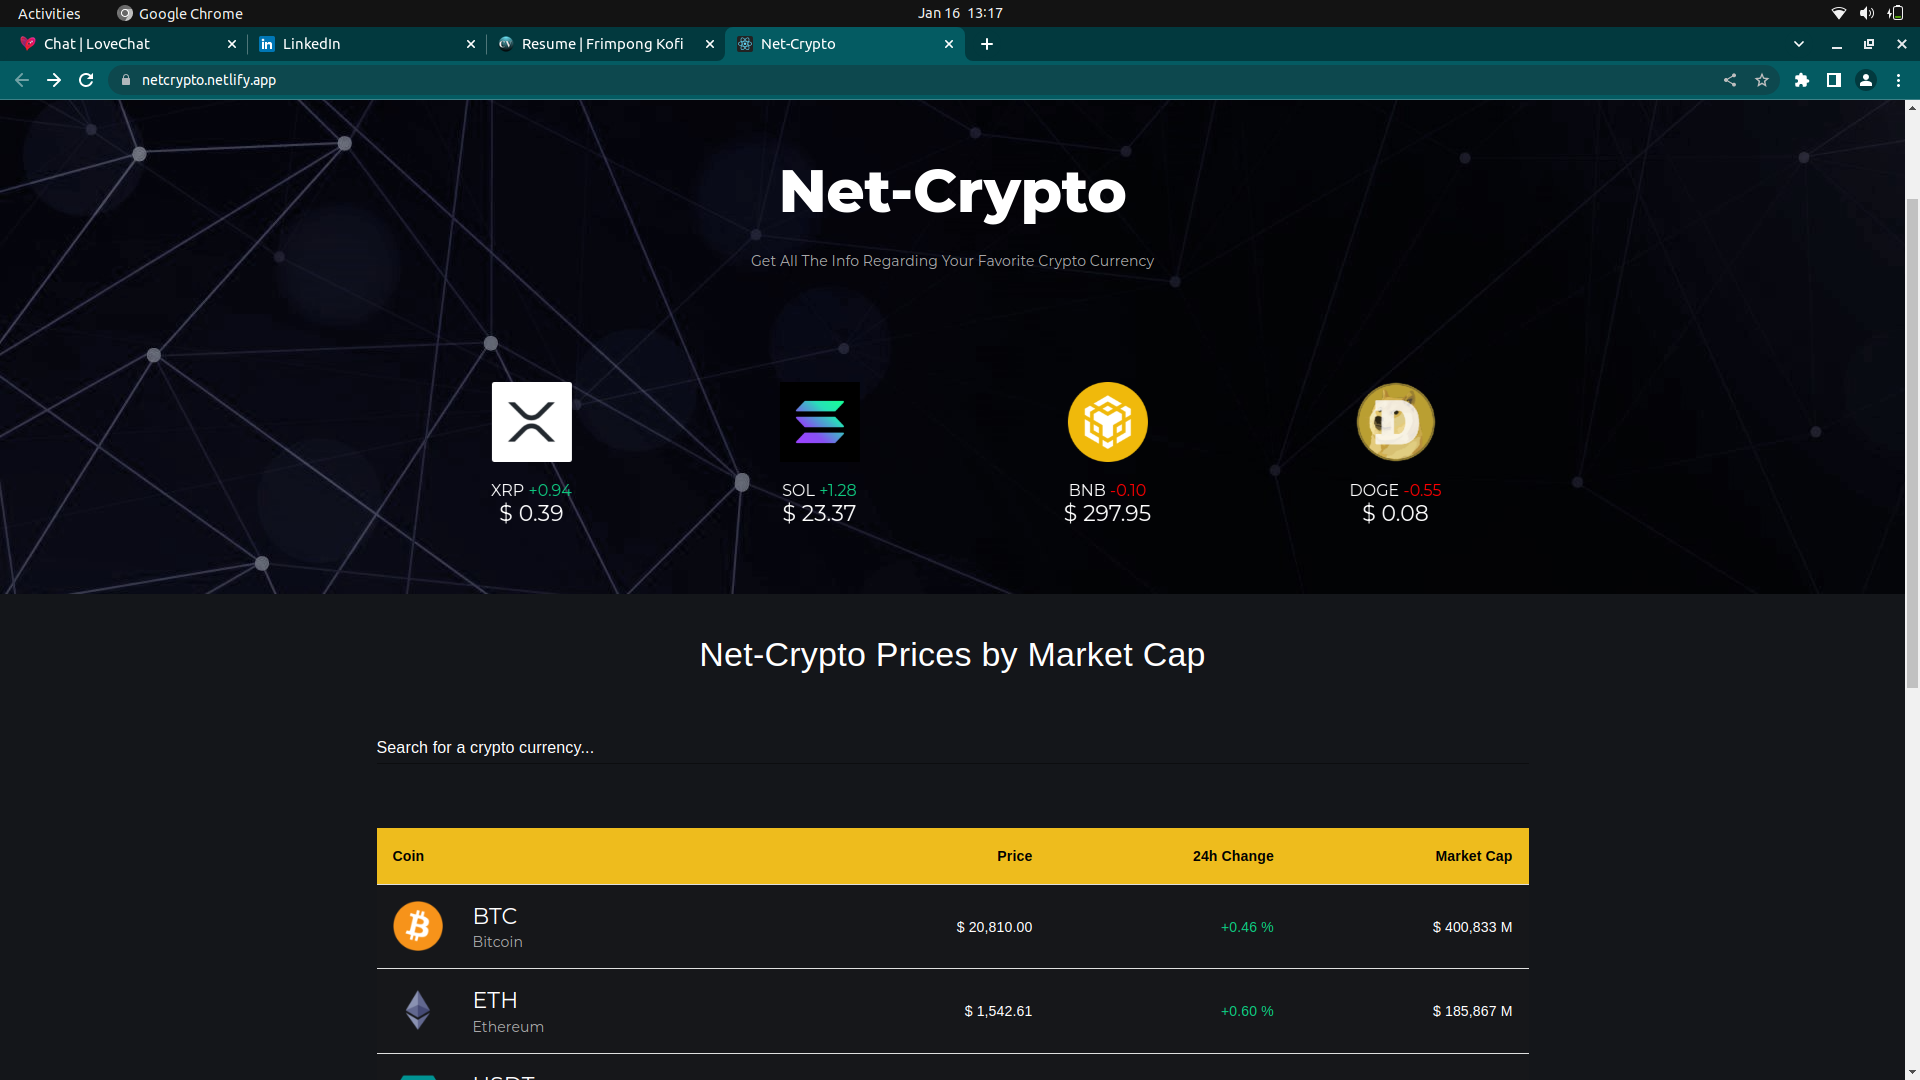 Activities Google Chrome Jan 16 13:17
Chat | LoveChat LinkedIn Resume | Frimpong Kofi Net-Crypto
netcrypto.netlify.app
Net-Crypto
Get All The Info Regarding Your Favorite Crypto Currency
XRP +0.94 SOL +1.28 BNB -0.10 DOGE -0.55
$ 0.39 $ 23.37 $ 297.95 $ 0.08
Net-Crypto Prices by Market Cap
Search for a crypto currency...
Coin Price 24h Change Market Cap
BTC
Bitcoin $ 20,810.00 +0.46 % $ 400,833 M
ETH
Ethereum $ 1,542.61 +0.60 % $ 185,867 M